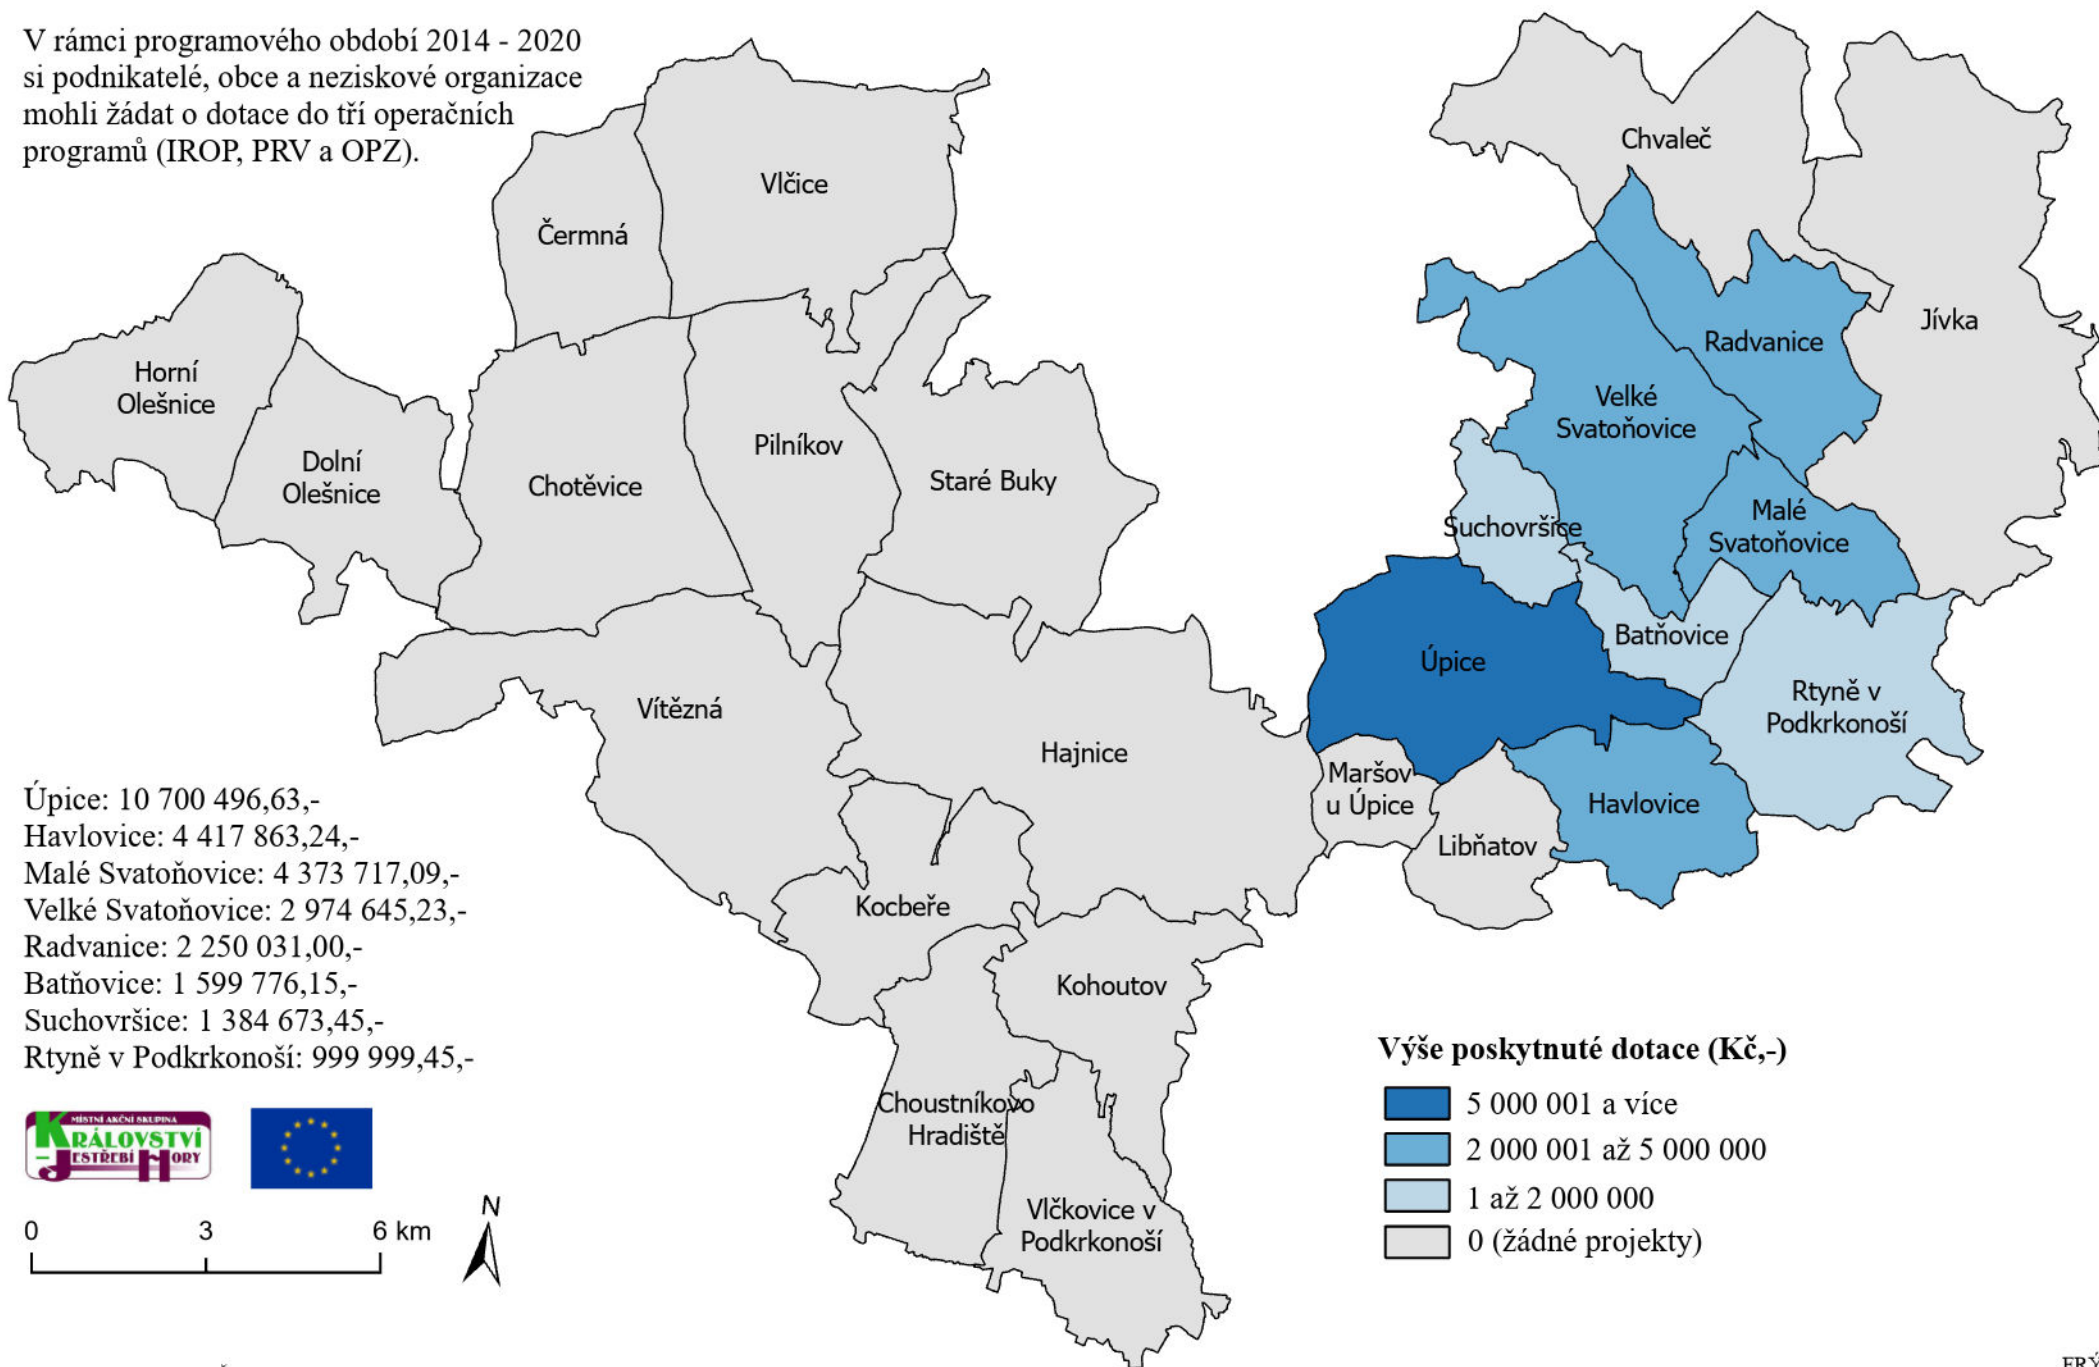 V rámci programového období 2014 - 2020
si podnikatelé, obce a neziskové organizace
mohli žádat o dotace do tří operačních
programů (IROP, PRV a OPZ).
Chvaleč
Vlčice
Čermná
Jívka
Radvanice
Horní
Olešnice
Velké
Svatoňovice
Pilníkov
Dolní
Olešnice
Staré Buky
Chotěvice
Malé
Svatoňovice
Suchovršice
Batňovice
Úpice
Rtyně v
Podkrkonoší
Vítězná
Hajnice
Maršov
u Úpice
Havlovice
Libňatov
Kocbeře
Kohoutov
Choustníkovo
Hradiště
Vlčkovice v
Podkrkonoší
Úpice: 10 700 496,63,-
Havlovice: 4 417 863,24,-
Malé Svatoňovice: 4 373 717,09,-
Velké Svatoňovice: 2 974 645,23,-
Radvanice: 2 250 031,00,-
Batňovice: 1 599 776,15,-
Suchovršice: 1 384 673,45,-
Rtyně v Podkrkonoší: 999 999,45,-
MÍSTNÍ AKČNÍ SKUPINA
KRÁLOVSTVÍ
- JESTŘEBÍ HORY
0 3 6 km
N
Výše poskytnuté dotace (Kč,-)
5 000 001 a více
2 000 001 až 5 000 000
1 až 2 000 000
0 (žádné projekty)